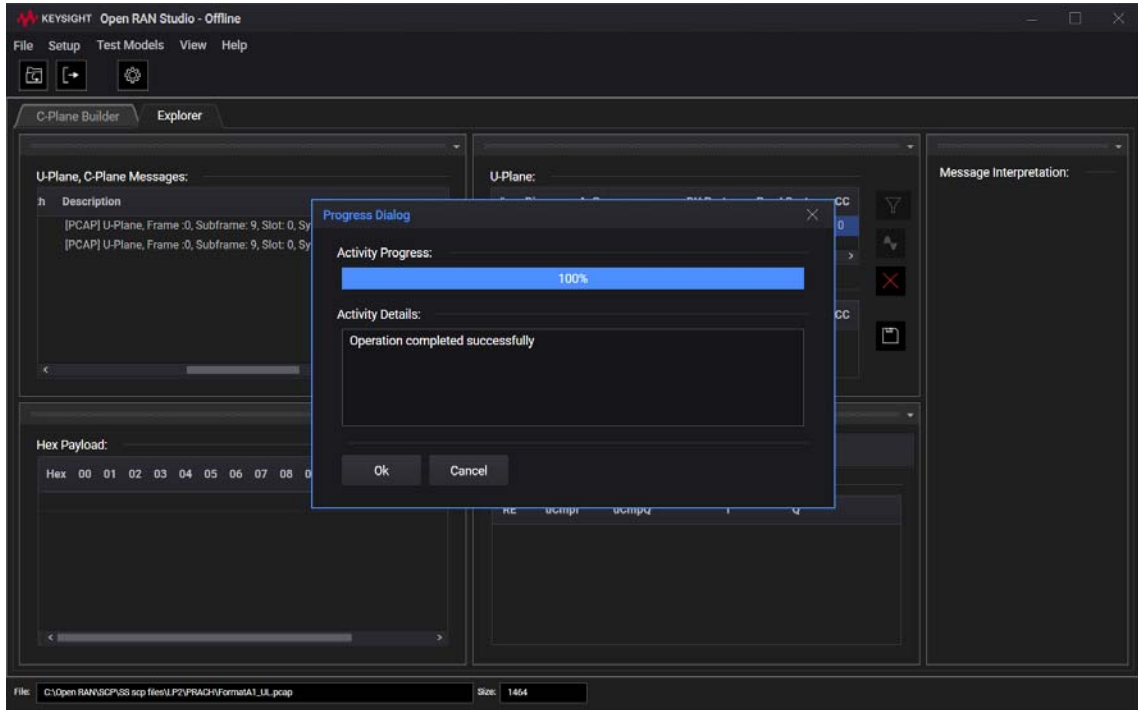 KEYSIGHT Open RAN Studio - Offline
File Setup Test Models View Help
C-Plane Builder Explorer
U-Plane, C-Plane Messages:
Description
[PCAP] U-Plane, Frame :0, Subframe: 9, Slot: 0, Sy
[PCAP] U-Plane, Frame :0, Subframe: 9, Slot: 0, Sy
U-Plane:
CC
0
CC
Message Interpretation:
Progress Dialog
Activity Progress:
100%
Activity Details:
Operation completed successfully
Ok Cancel
Hex Payload:
Hex 00 01 02 03 04 05 06 07 08 0
RE
File: C:\Open RAN\SCP\SS scp files\LP2\PRACH\FormatA1_UL.pcap Size: 1464